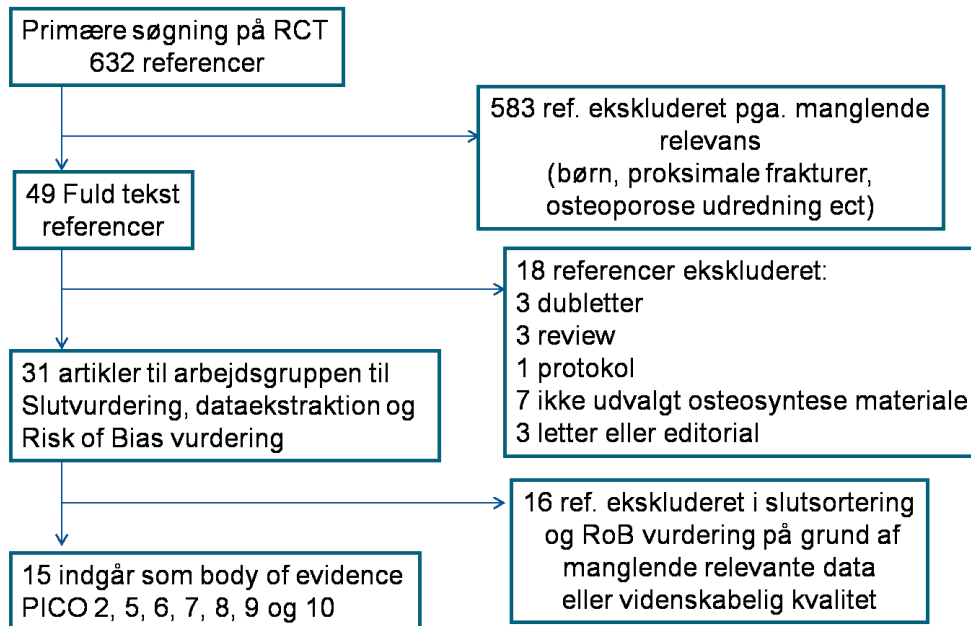 Primære søgning på RCT
632 referencer
583 ref. ekskluderet pga. manglende
relevans
(børn, proksimale frakturer,
osteoporose udredning ect)
49 Fuld tekst
referencer
18 referencer ekskluderet:
3 dubletter
3 review
1 protokol
7 ikke udvalgt osteosyntese materiale
3 letter eller editorial
31 artikler til arbejdsgruppen til
Slutvurdering, dataekstraktion og
Risk of Bias vurdering
16 ref. ekskluderet i slutsortering
og RoB vurdering på grund af
manglende relevante data
eller videnskabelig kvalitet
15 indgår som body of evidence
PICO 2, 5, 6, 7, 8, 9 og 10